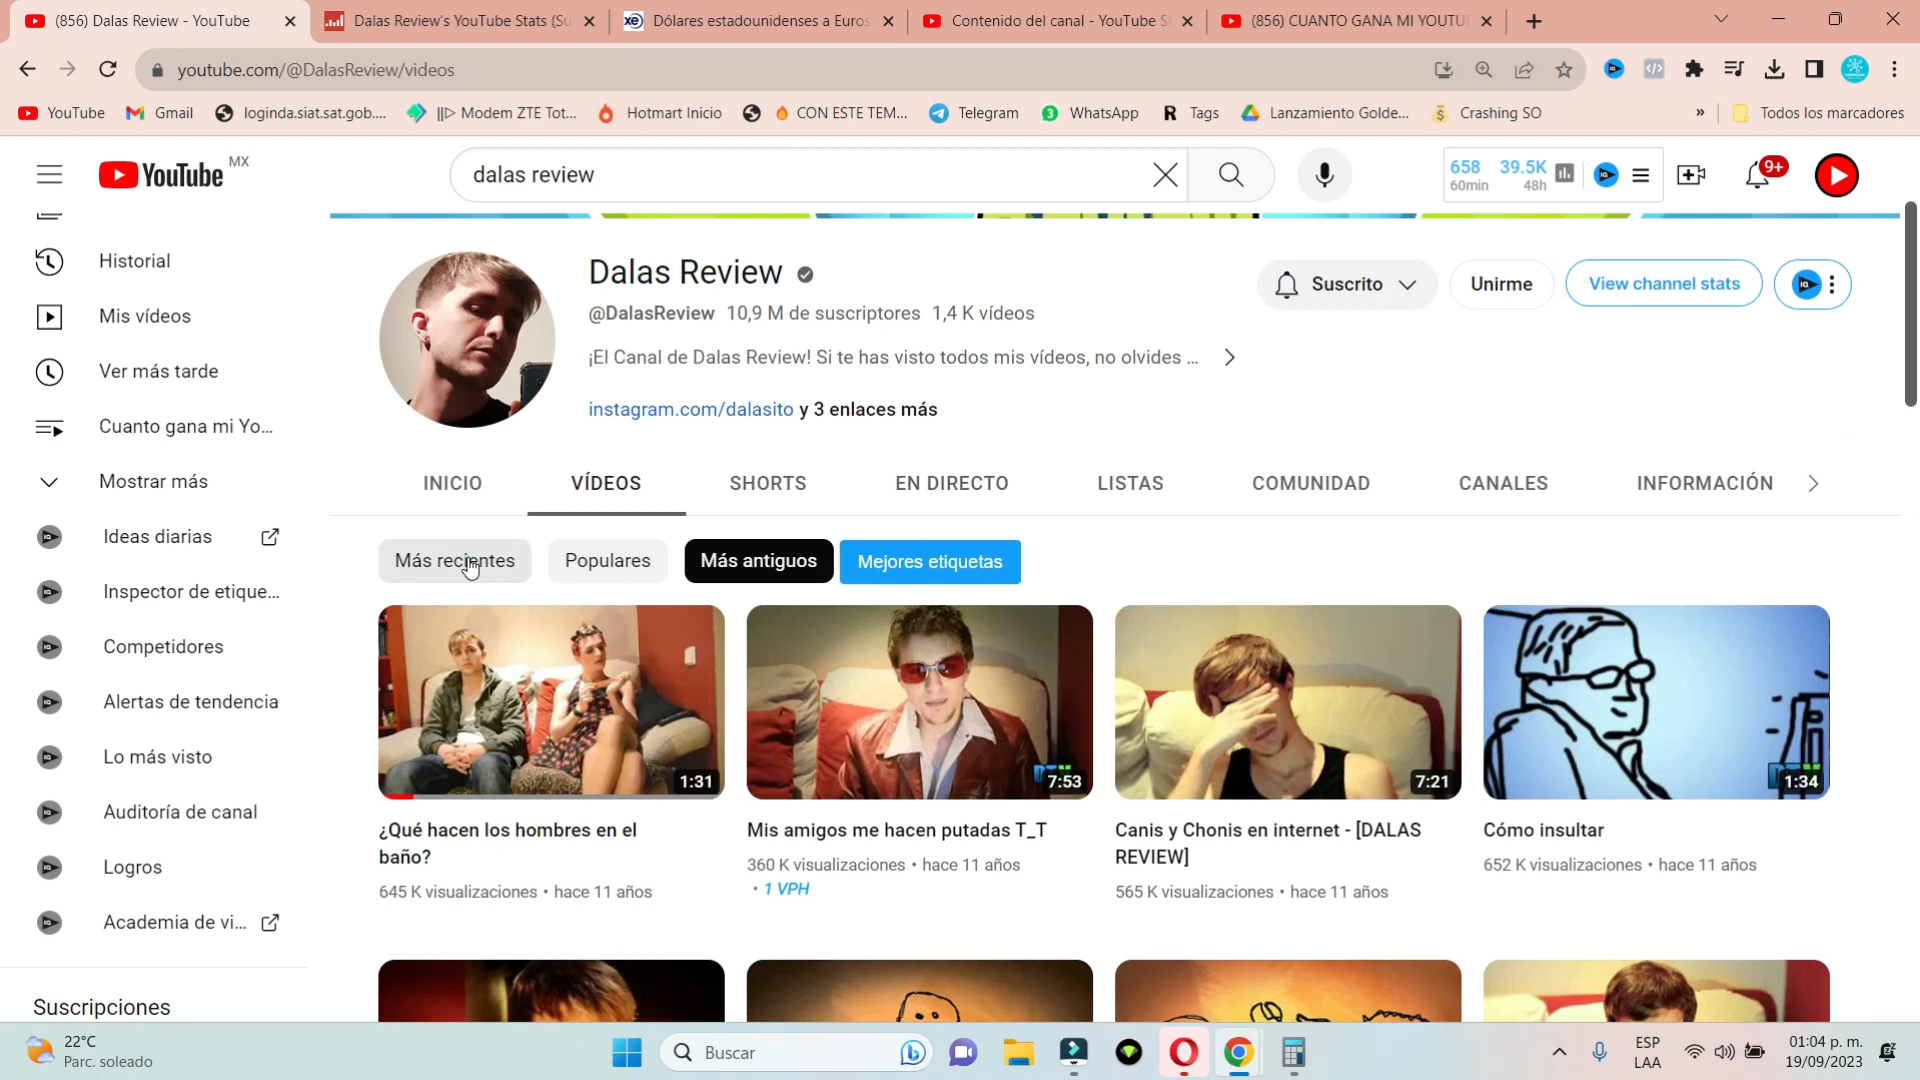 (856) Dalas Review - YouTube
Dalas Review's YouTube Stats (Su
Dólares estadounidenses a Euros
Contenido del canal - YouTube S
(856) CUANTO GANA MI YOUTU
youtube.com/@DalasReview/videos
YouTube
Gmail
loginda.siat.sat.gob....
||▷ Modem ZTE Tot...
Hotmart Inicio
CON ESTE TEM...
Telegram
WhatsApp
Tags
Lanzamiento Golde...
Crashing SO
»
Todos los marcadores
YouTube MX
dalas review
658 39.5K
60min 48h
9+
Historial
Mis vídeos
Ver más tarde
Cuanto gana mi Yo...
Mostrar más
Ideas diarias
Inspector de etique...
Competidores
Alertas de tendencia
Lo más visto
Auditoría de canal
Logros
Academia de vi...
Suscripciones
Dalas Review
@DalasReview 10,9 M de suscriptores 1,4 K vídeos
¡El Canal de Dalas Review! Si te has visto todos mis vídeos, no olvides ...
instagram.com/dalasito y 3 enlaces más
Suscrito
Unirme
View channel stats
INICIO
VÍDEOS
SHORTS
EN DIRECTO
LISTAS
COMUNIDAD
CANALES
INFORMACIÓN
Más recientes
Populares
Más antiguos
Mejores etiquetas
1:31
7:53
7:21
1:34
¿Qué hacen los hombres en el
baño?
645 K visualizaciones • hace 11 años
Mis amigos me hacen putadas T_T
360 K visualizaciones • hace 11 años
• 1 VPH
Canis y Chonis en internet - [DALAS
REVIEW]
565 K visualizaciones • hace 11 años
Cómo insultar
652 K visualizaciones • hace 11 años
22°C
Parc. soleado
Buscar
ESP
LAA
01:04 p. m.
19/09/2023